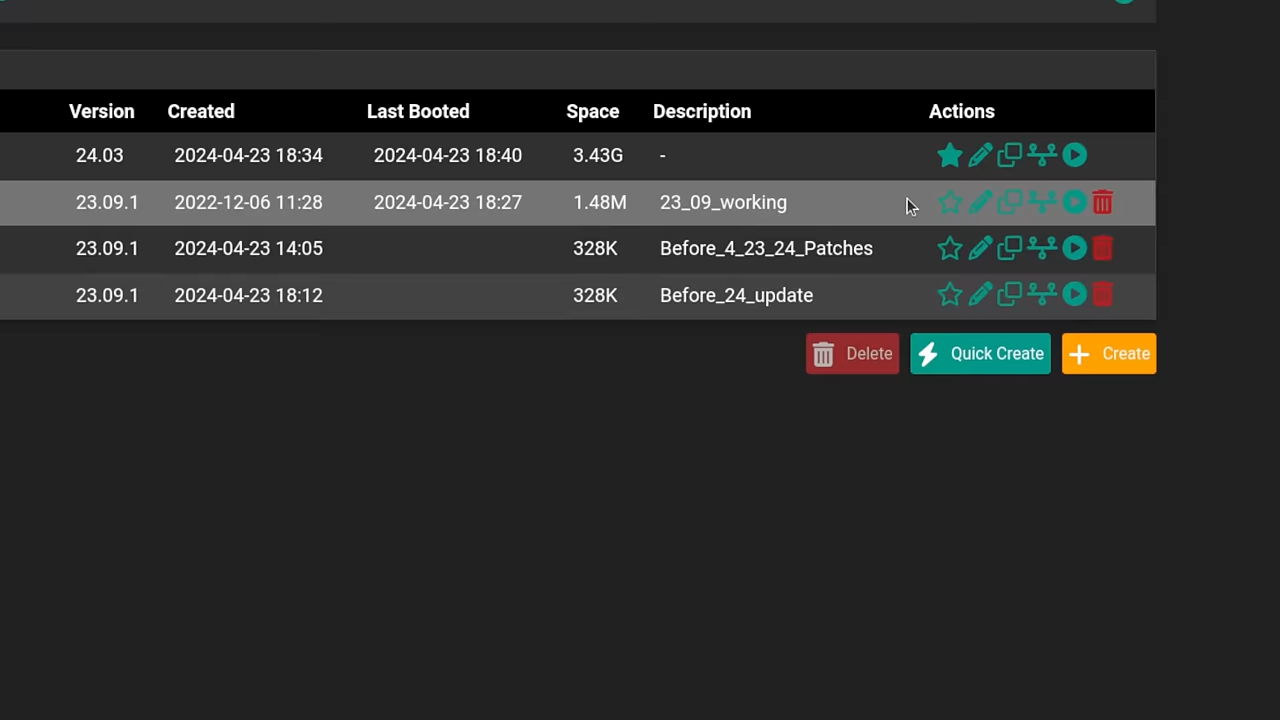 Version Created Last Booted Space Description Actions
24.03 2024-04-23 18:34 2024-04-23 18:40 3.43G -
23.09.1 2022-12-06 11:28 2024-04-23 18:27 1.48M 23_09_working
23.09.1 2024-04-23 14:05 328K Before_4_23_24_Patches
23.09.1 2024-04-23 18:12 328K Before_24_update
Delete Quick Create Create